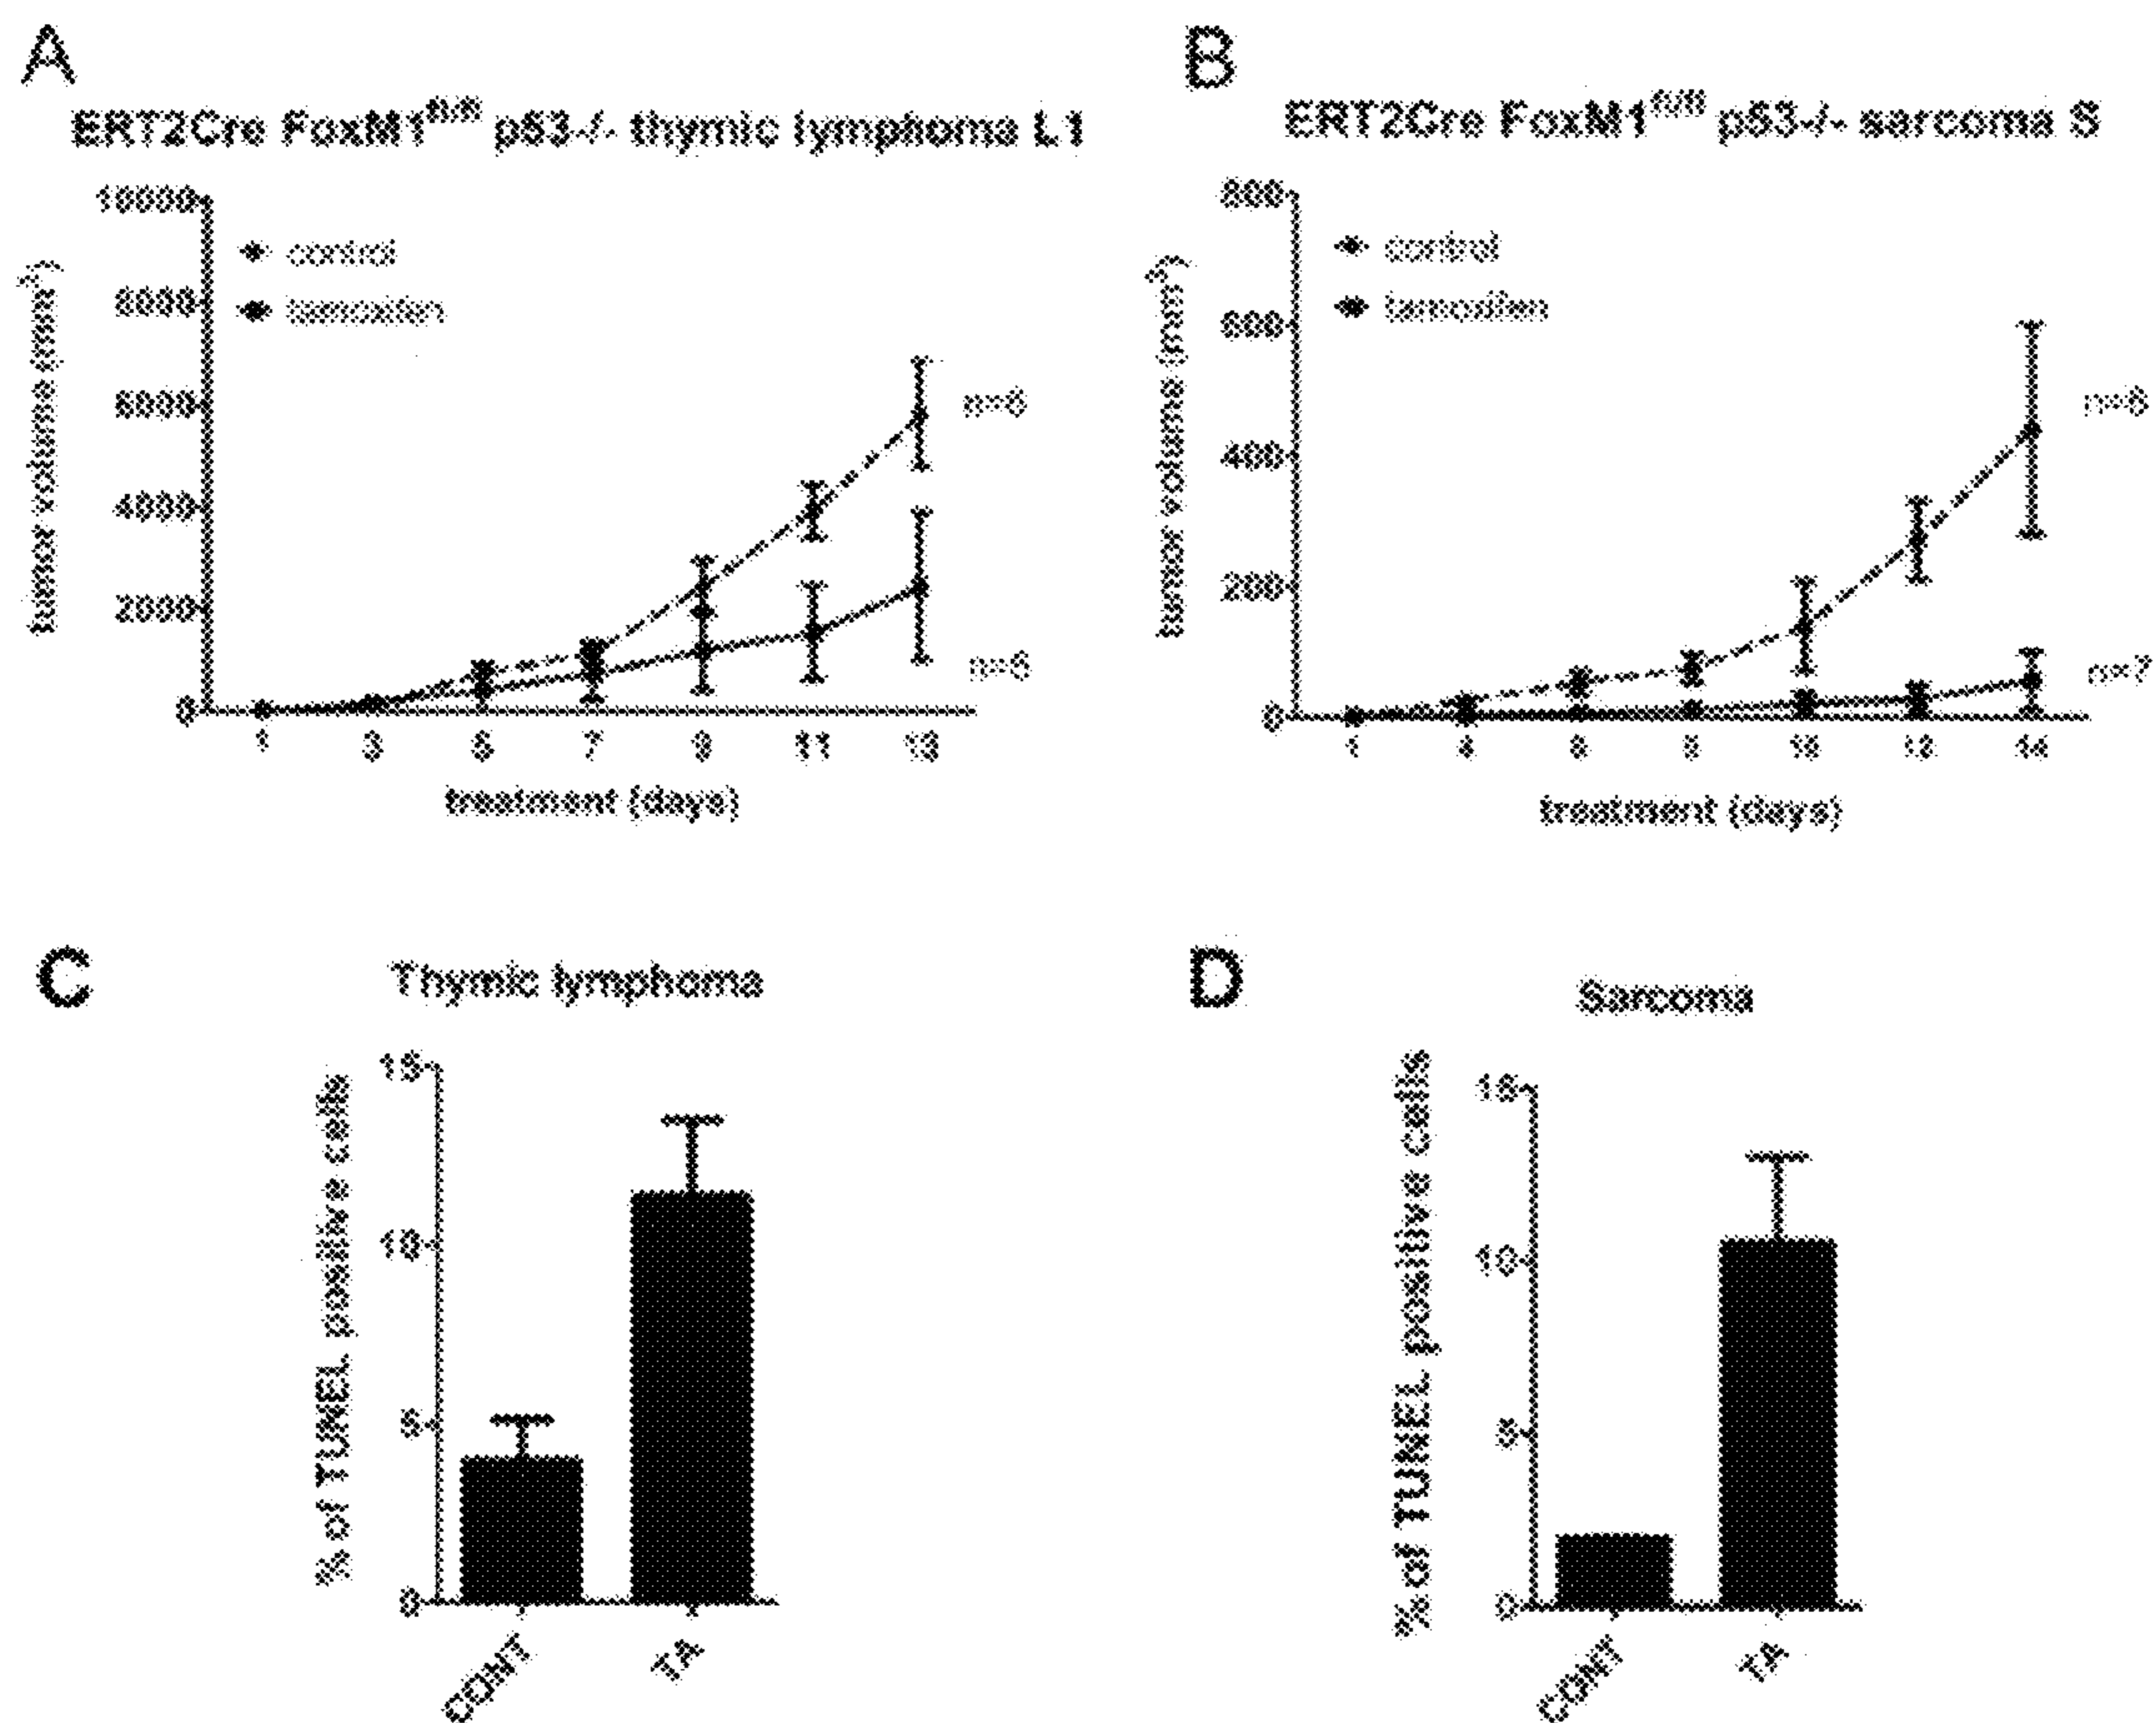 A
ERT2Cre FoxM1fl/fl p53-/- thymic lymphoma L1
10000
8000
6000
4000
2000
0
tumor volume (mm3)
control
tamoxifen
n=6
n=6
1 3 5 7 9 11 13
treatment (days)
B
ERT2Cre FoxM1fl/fl p53-/- sarcoma S
800
600
400
200
0
tumor volume (mm3)
control
tamoxifen
n=7
4 6 8 10 12 14
treatment (days)
C
Thymic lymphoma
15
10
5
0
% of TUNEL positive cells
CONT TA
D
Sarcoma
15
10
5
0
% of TUNEL positive cells
CONT TA